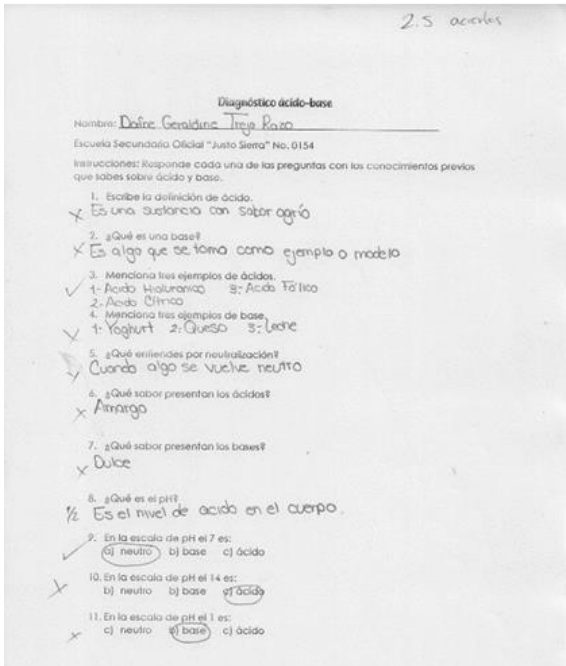 2.5 aciertos
Diagnóstico ácido-base
Nombre: Dafne Geraldine Trejo Razo
Escuela Secundaria Oficial "Justo Sierra" No. 0154
Instrucciones: Responde cada una de las preguntas con los conocimientos previos
que sabes sobre ácido y base.
1. Escribe la definición de ácido.
Es una sustancia con sabor agrío
2. ¿Qué es una base?
Es algo que se toma como ejemplo o modelo
3. Menciona tres ejemplos de ácidos.
1- Acido Hialuronico 3- Acido Fólico
2. Acido Cítrico
4. Menciona tres ejemplos de base.
1- Yoghurt 2- Queso 3- Leche
5. ¿Qué entiendes por neutralización?
Cuando algo se vuelve neutro
6. ¿Qué sabor presentan los ácidos?
Amargo
7. ¿Qué sabor presentan las bases?
Dulce
8. ¿Qué es el pH?
½ Es el nivel de acido en el cuerpo.
9. En la escala de pH el 7 es:
a) neutro b) base c) ácido
10. En la escala de pH el 14 es:
b) neutro b) base c) ácido
11. En la escala de pH el 1 es:
c) neutro b) base c) ácido